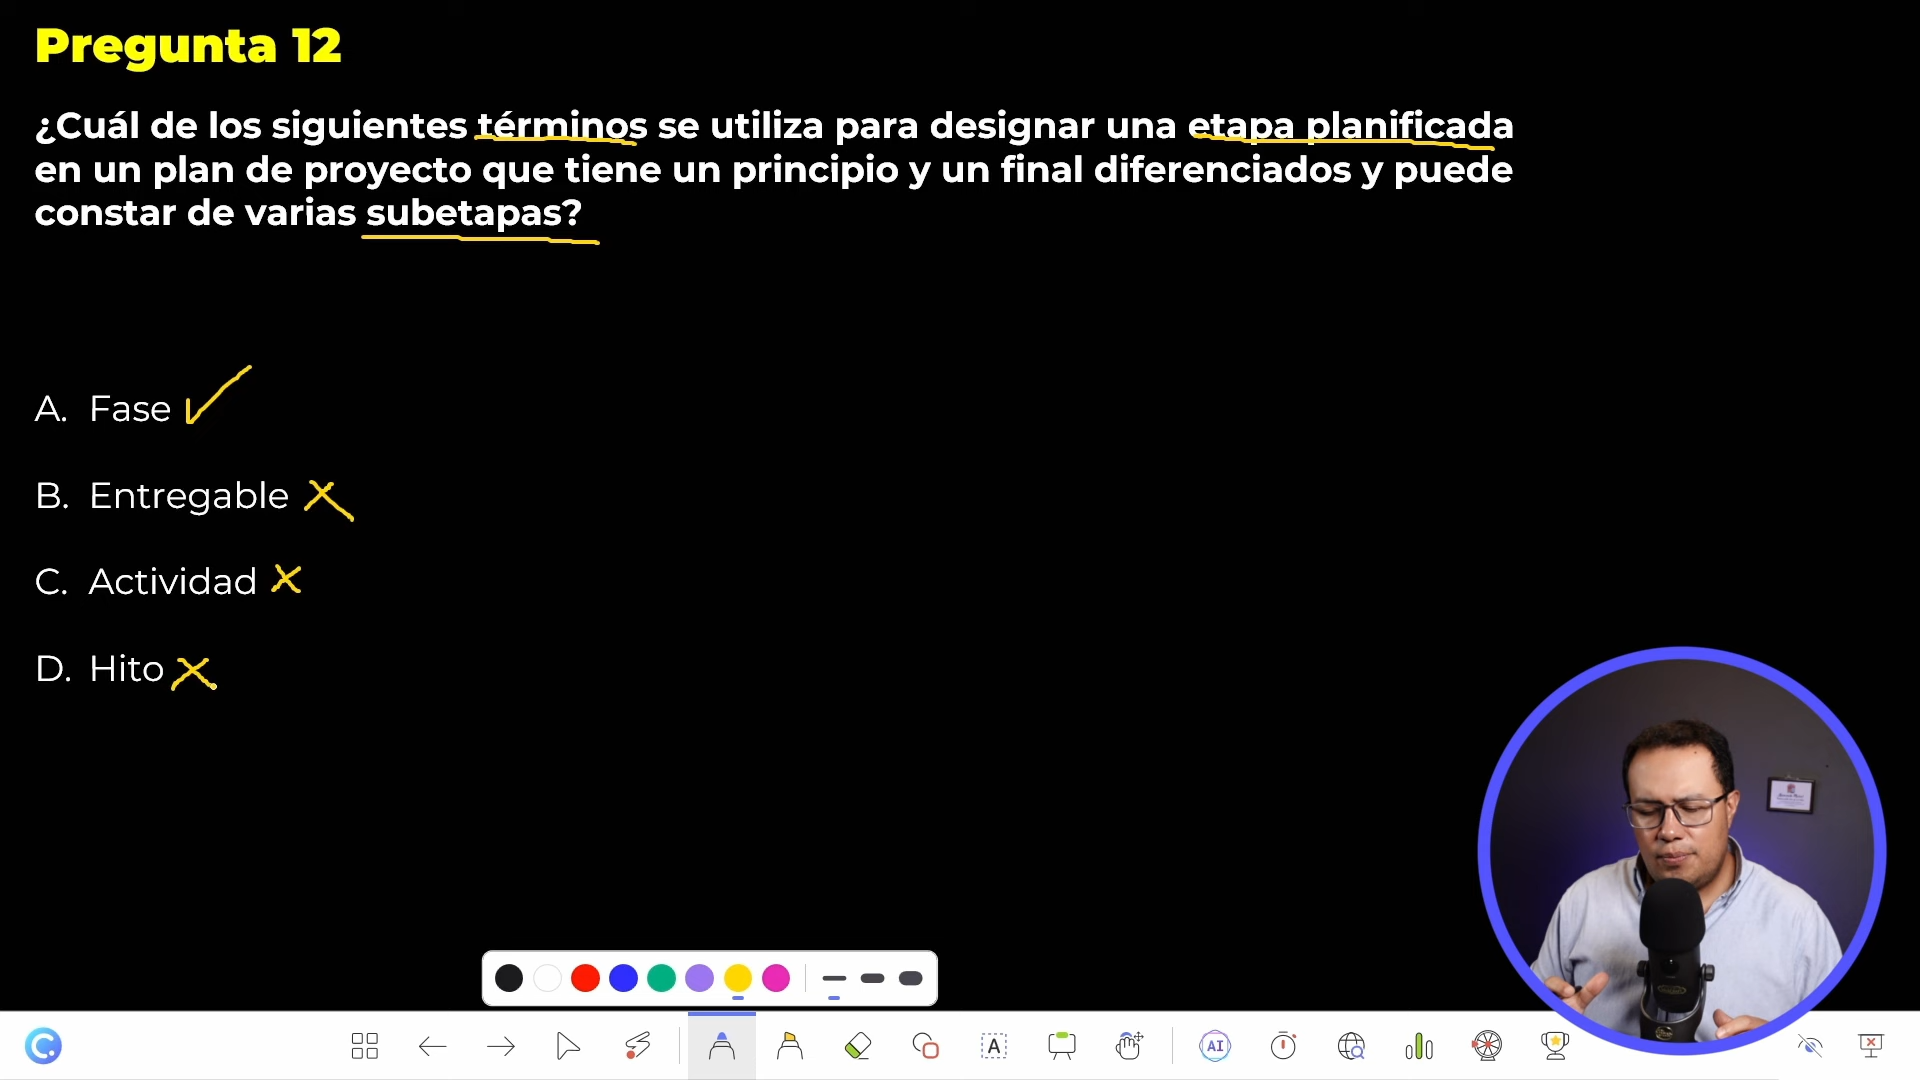 Pregunta 12
¿Cuál de los siguientes términos se utiliza para designar una etapa planificada
en un plan de proyecto que tiene un principio y un final diferenciados y puede
constar de varias subetapas?
A. Fase
B. Entregable
C. Actividad
D. Hito
A
AI